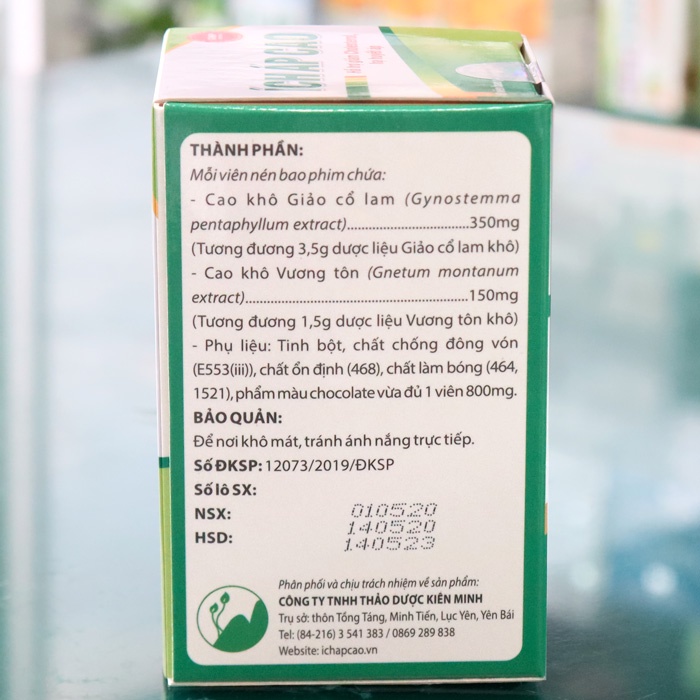 ÍCH ÁP CAO
THÀNH PHẦN:
Mỗi viên nén bao phim chứa:
- Cao khô Giảo cổ lam (Gynostemma
pentaphyllum extract)..................................350mg
(Tương đương 3,5g dược liệu Giảo cổ lam khô)
- Cao khô Vương tôn (Gnetum montanum
extract)..............................................................150mg
(Tương đương 1,5g dược liệu Vương tôn khô)
- Phụ liệu: Tinh bột, chất chống đông vón
(E553(iii)), chất ổn định (468), chất làm bóng (464,
1521), phẩm màu chocolate vừa đủ 1 viên 800mg.
BẢO QUẢN:
Để nơi khô mát, tránh ánh nắng trực tiếp.
Số ĐKSP: 12073/2019/ĐKSP
Số lô SX: 010520
NSX: 140520
HSD: 140523
Phân phối và chịu trách nhiệm về sản phẩm:
CÔNG TY TNHH THẢO DƯỢC KIÊN MINH
Trụ sở: thôn Tổng Táng, Minh Tiến, Lục Yên, Yên Bái
Tel: (84-216) 3 541 383 / 0869 289 838
Website: ichapcao.vn